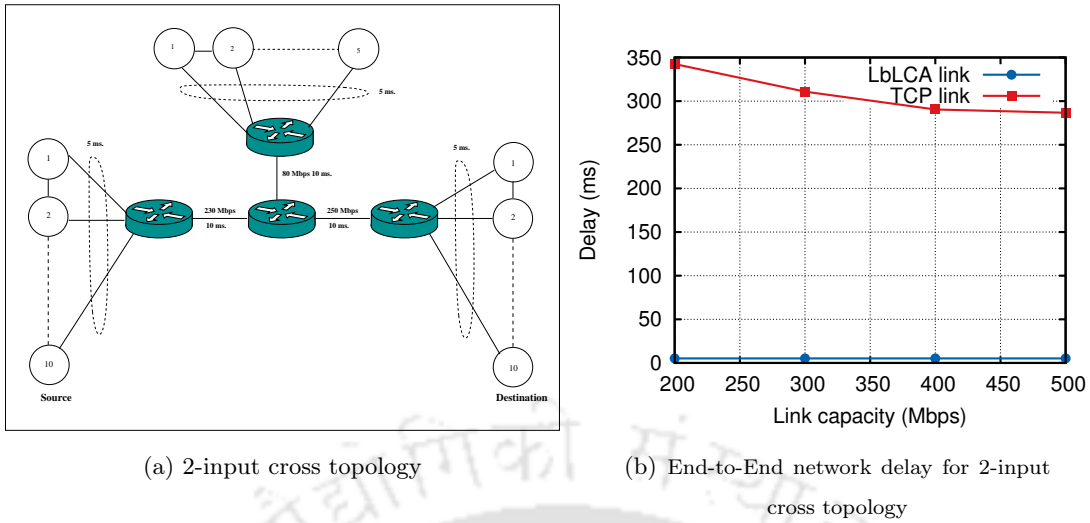 1
2
5
5 ms.
80 Mbps 10 ms.
1
2
10
5 ms.
Source
230 Mbps
10 ms.
250 Mbps
10 ms.
5 ms.
1
2
10
Destination
(a) 2-input cross topology
350
300
250
200
150
100
50
0
Delay (ms)
LbLCA link
TCP link
200 250 300 350 400 450 500
Link capacity (Mbps)
(b) End-to-End network delay for 2-input
cross topology